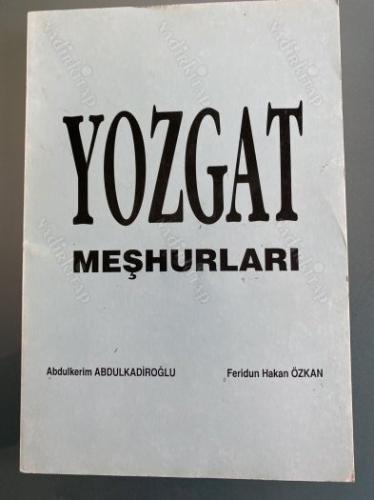 YOZGAT
MEŞHURLARI
Abdulkerim ABDULKADİROĞLU Feridun Hakan ÖZKAN